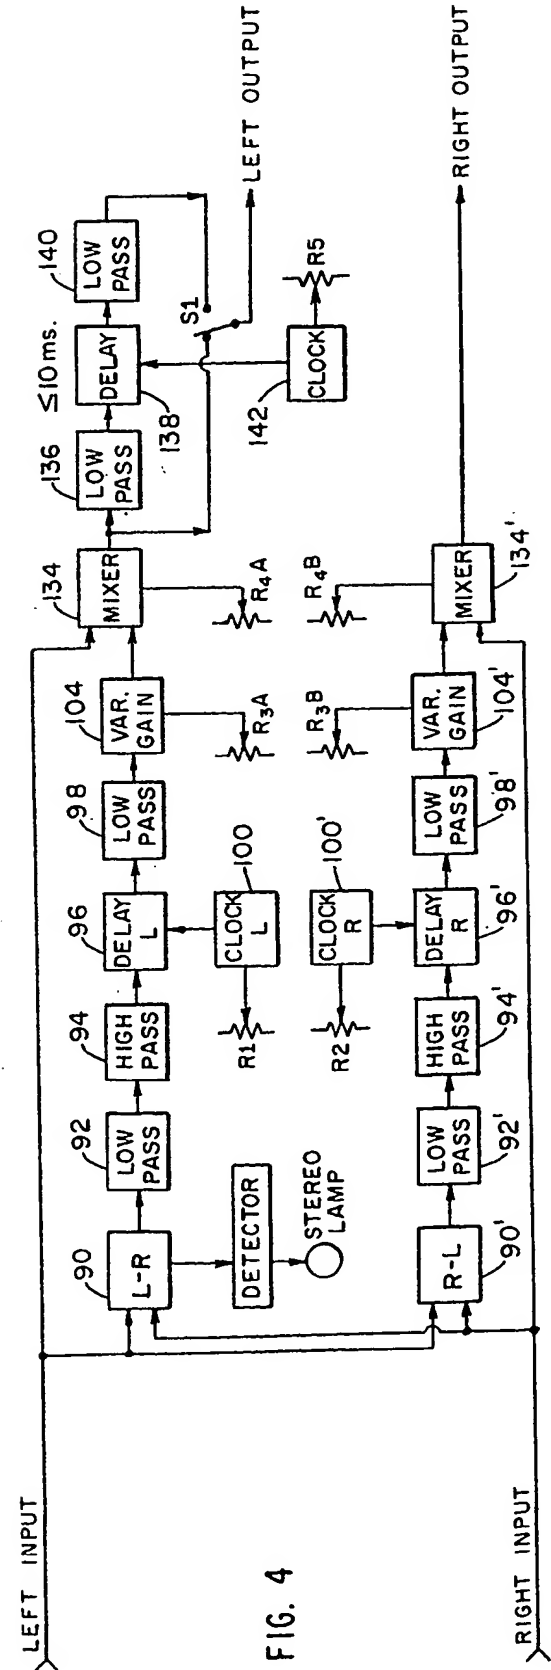 LEFT INPUT
90
L-R
92
LOW
PASS
94
HIGH
PASS
96
DELAY
L
98
LOW
PASS
104
VAR.
GAIN
134
MIXER
136
LOW
PASS
≤10 ms.
DELAY
138
140
LOW
PASS
S1
LEFT OUTPUT
142
CLOCK
R5
DETECTOR
STEREO
LAMP
R1
CLOCK
L
100
R3A
R4A
R2
CLOCK
R
100'
R3B
R4B
R-L
90'
LOW
PASS
92'
HIGH
PASS
94'
DELAY
R
96'
LOW
PASS
98'
VAR.
GAIN
104'
MIXER
134'
RIGHT OUTPUT
RIGHT INPUT
FIG. 4